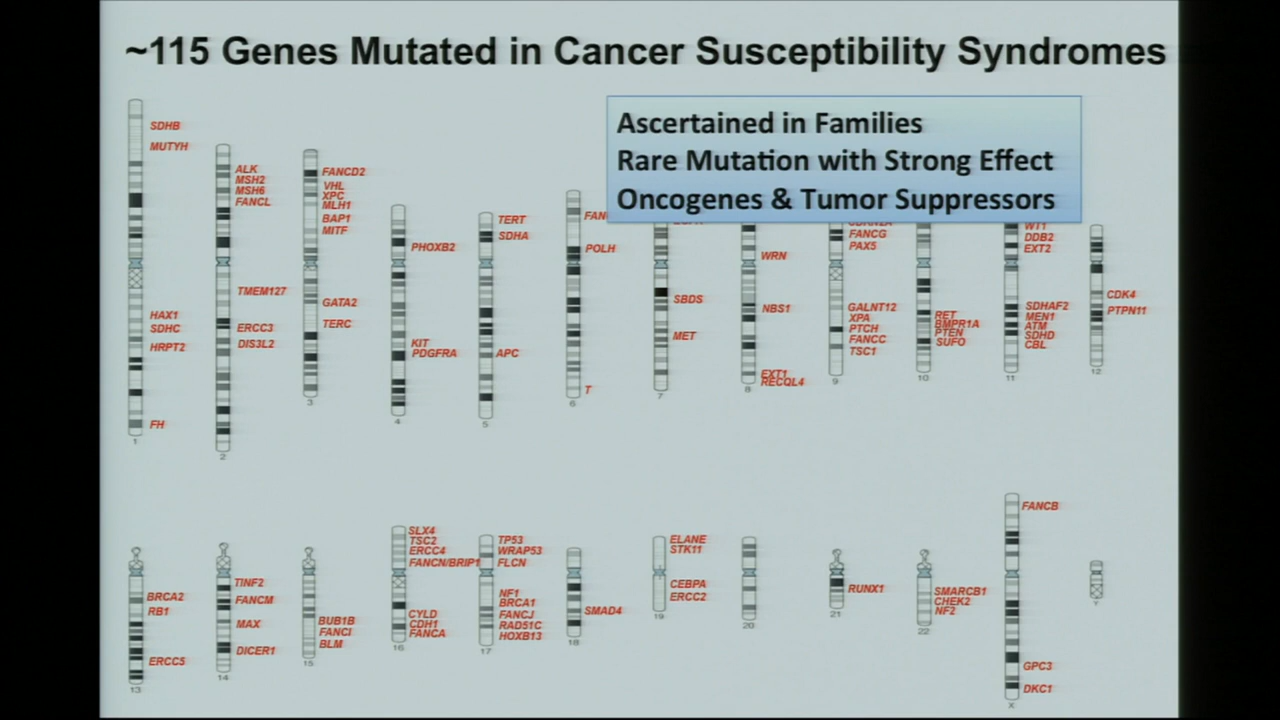 ~115 Genes Mutated in Cancer Susceptibility Syndromes
Ascertained in Families
Rare Mutation with Strong Effect
Oncogenes & Tumor Suppressors
SDHB
MUTYH
HAX1
SDHC
HRPT2
FH
1
ALK
MSH2
MSH6
FANCL
TMEM127
ERCC3
DIS3L2
2
FANCD2
VHL
XPC
MLH1
BAP1
MITF
GATA2
TERC
3
PHOXB2
KIT
PDGFRA
4
TERT
SDHA
APC
5
POLH
T
6
SBDS
MET
7
WRN
NBS1
EXT1
RECQL4
8
FANCG
PAX5
GALNT12
XPA
PTCH
FANCC
TSC1
9
RET
BMPR1A
PTEN
SUFO
10
WT1
DDB2
EXT2
SDHAF2
MEN1
ATM
SDHD
CBL
11
CDK4
PTPN11
12
BRCA2
RB1
ERCC5
13
TINF2
FANCM
MAX
DICER1
14
BUB1B
FANCI
BLM
15
SLX4
TSC2
ERCC4
FANCN/BRIP1
CYLD
CDH1
FANCA
16
TP53
WRAP53
FLCN
NF1
BRCA1
FANCJ
RAD51C
HOXB13
17
SMAD4
18
ELANE
STK11
CEBPA
ERCC2
19
20
RUNX1
21
SMARCB1
CHEK2
NF2
22
FANCB
GPC3
DKC1
X
Y